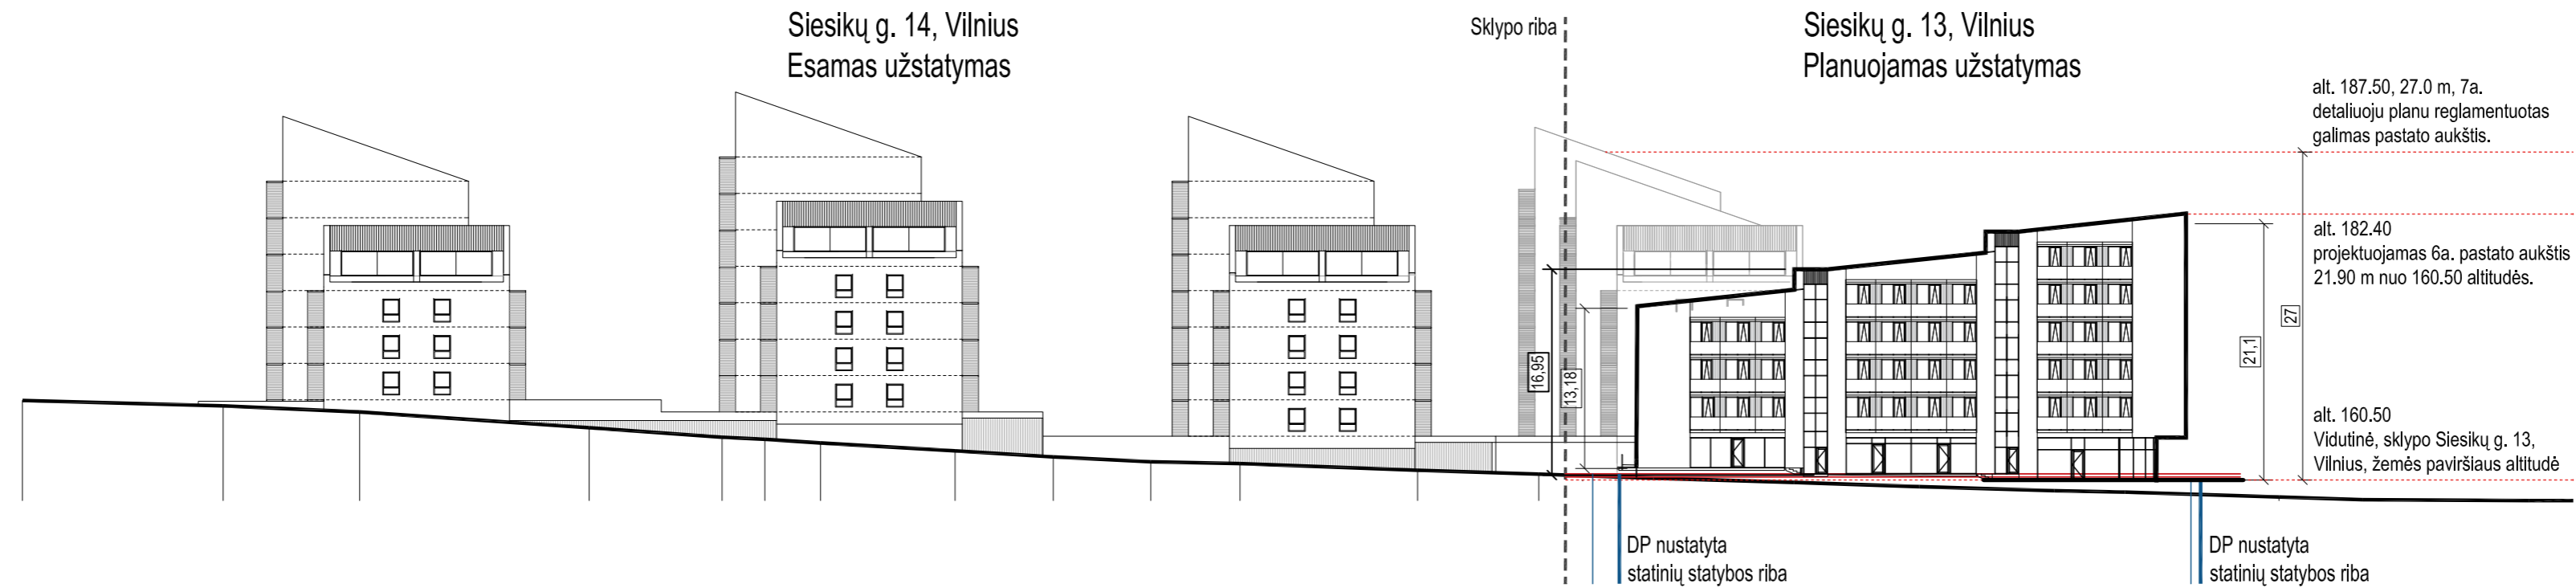 Siesikų g. 14, Vilnius
Esamas užstatymas
Sklypo riba
Siesikų g. 13, Vilnius
Planuojamas užstatymas
alt. 187.50, 27.0 m, 7a.
detaliuoju planu reglamentuotas
galimas pastato aukštis.
alt. 182.40
projektuojamas 6a. pastato aukštis
21.90 m nuo 160.50 altitudės.
27
21,1
16,95
13,18
alt. 160.50
Vidutinė, sklypo Siesikų g. 13,
Vilnius, žemės paviršiaus altitudė
DP nustatyta
statinių statybos riba
DP nustatyta
statinių statybos riba